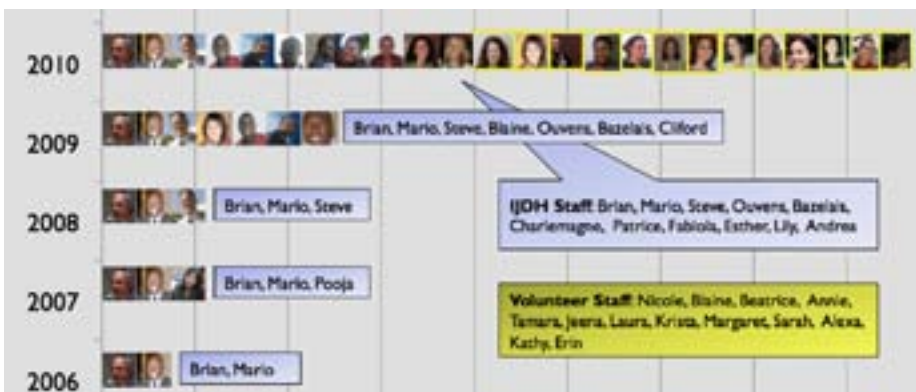 2010
2009
Brian, Mario, Steve, Blaine, Ouvens, Bazelais, Cliford
2008
Brian, Mario, Steve
IJDH Staff: Brian, Mario, Steve, Ouvens, Bazelais,
Charlemagne, Patrice, Fabiola, Esther, Lily, Andrea
2007
Brian, Mario, Pooja
Volunteer Staff: Nicole, Blaine, Beatrice, Annie,
Tamara, Jeena, Laura, Krista, Margaret, Sarah, Alexa,
Kathy, Erin
2006
Brian, Mario